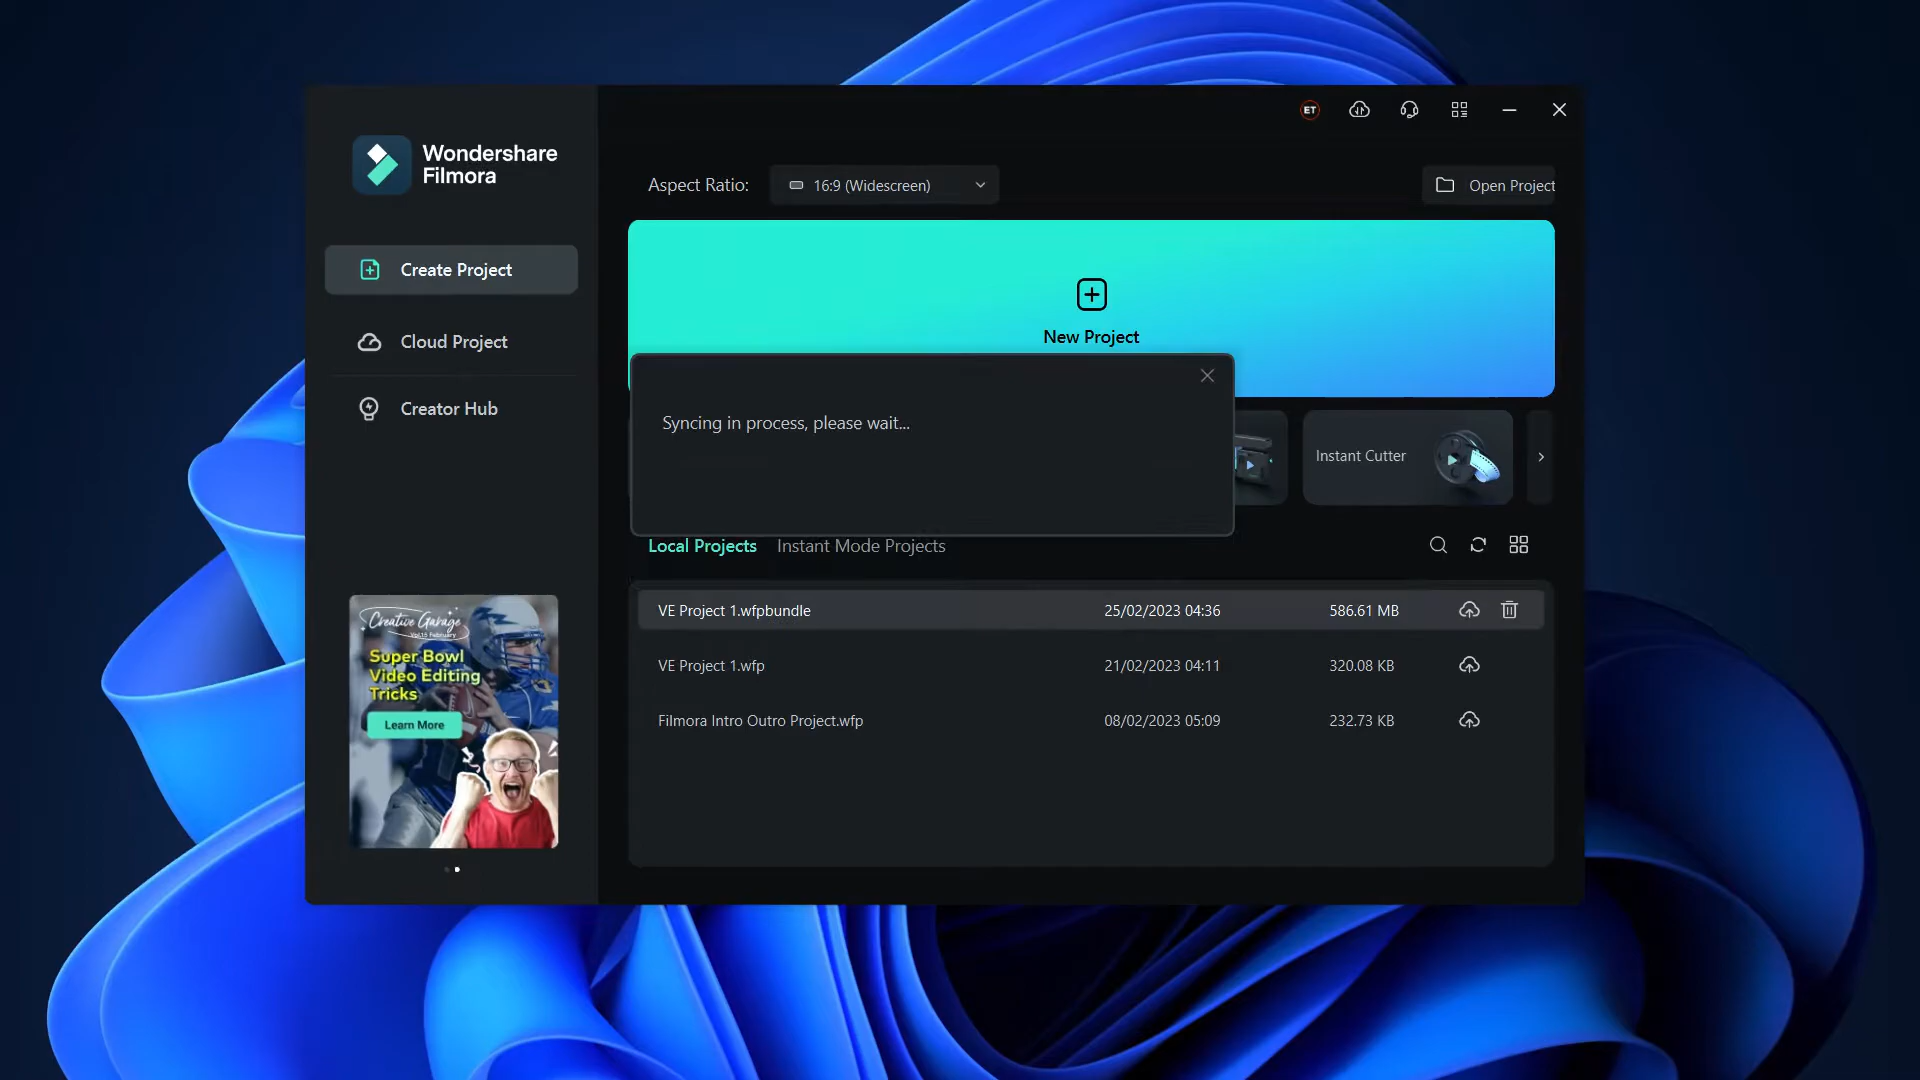 ET
Wondershare
Filmora
Aspect Ratio:
16:9 (Widescreen)
Open Project
Create Project
New Project
Cloud Project
Creator Hub
Syncing in process, please wait...
Instant Cutter
Local Projects
Instant Mode Projects
VE Project 1.wfpbundle 25/02/2023 04:36 586.61 MB
VE Project 1.wfp 21/02/2023 04:11 320.08 KB
Filmora Intro Outro Project.wfp 08/02/2023 05:09 232.73 KB
Creative Garage
Vol.15 February
Super Bowl
Video Editing
Tricks
Learn More